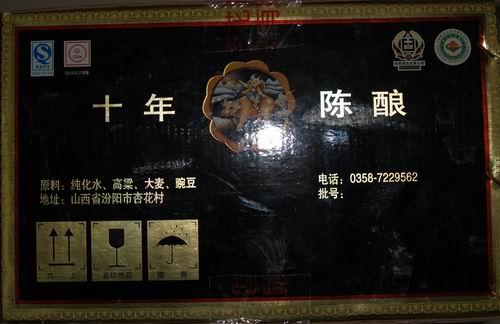 十年 陈酿
原料：纯化水、高粱、大麦、豌豆
地址：山西省汾阳市杏花村
电话：0358-7229562
批号：